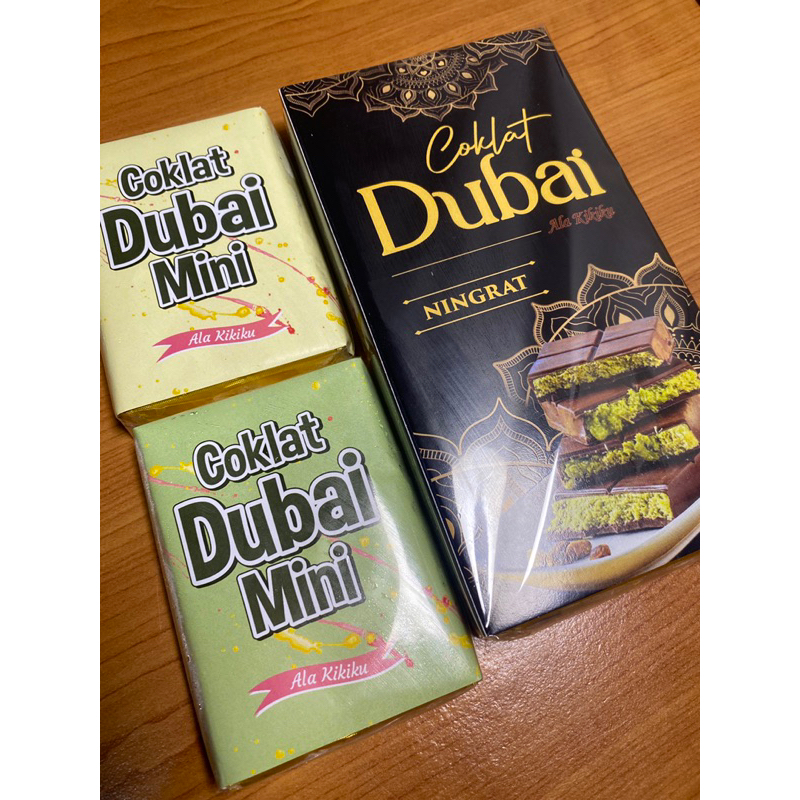 Coklat
Dubai
Mini
Ala Kikiku
Coklat
Dubai
Ala Kikiku
NINGRAT
Coklat
Dubai
Mini
Ala Kikiku